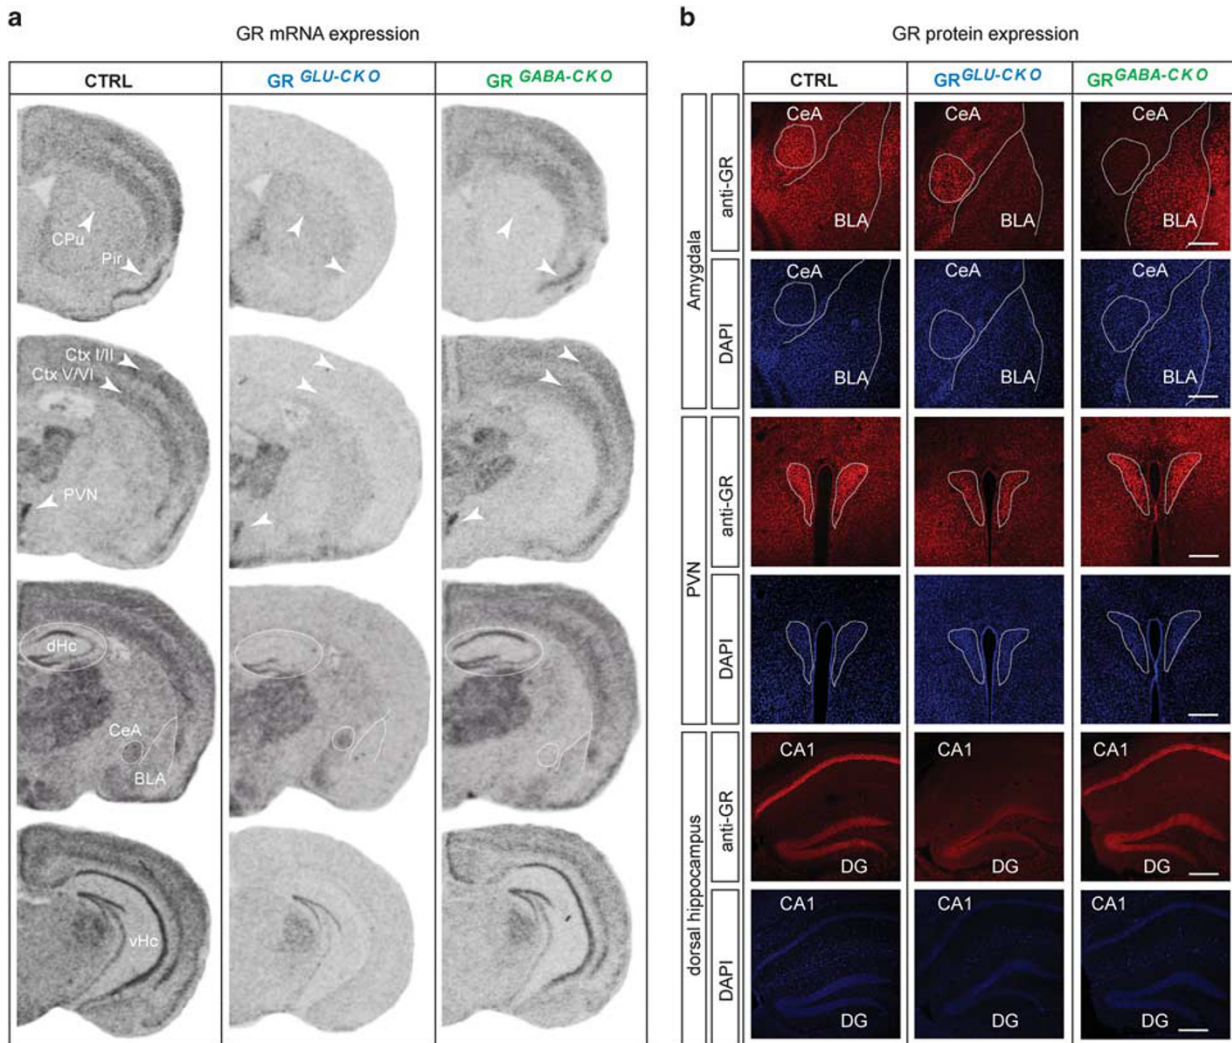 a
GR mRNA expression
CTRL
GR GLU-CKO
GR GABA-CKO
CPu
Pir
Ctx I/II
Ctx V/VI
PVN
dHc
CeA
BLA
vHc
b
GR protein expression
CTRL
GRGLU-CKO
GRGABA-CKO
Amygdala
anti-GR
CeA
BLA
CeA
BLA
CeA
BLA
DAPI
CeA
BLA
CeA
BLA
CeA
BLA
PVN
anti-GR
DAPI
dorsal hippocampus
anti-GR
CA1
DG
CA1
DG
CA1
DG
DAPI
CA1
DG
CA1
DG
CA1
DG